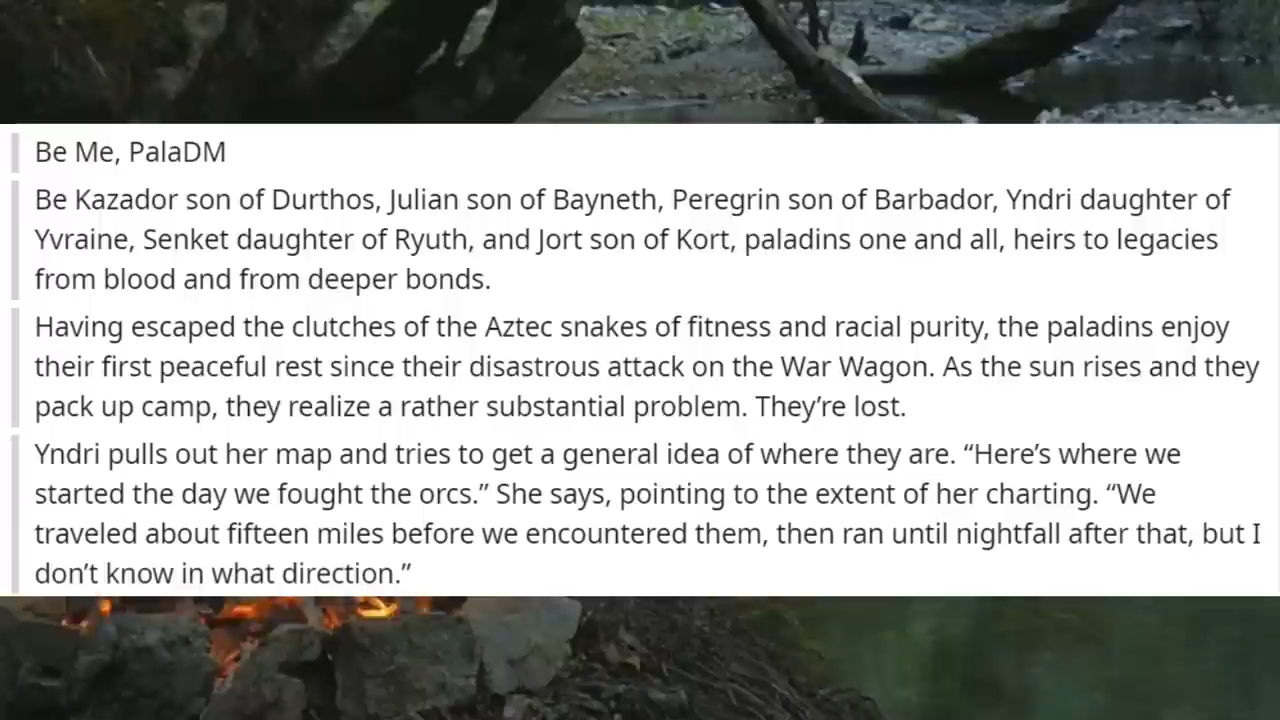 Be Me, PalaDM
Be Kazador son of Durthos, Julian son of Bayneth, Peregrin son of Barbador, Yndri daughter of
Yvraine, Senket daughter of Ryuth, and Jort son of Kort, paladins one and all, heirs to legacies
from blood and from deeper bonds.
Having escaped the clutches of the Aztec snakes of fitness and racial purity, the paladins enjoy
their first peaceful rest since their disastrous attack on the War Wagon. As the sun rises and they
pack up camp, they realize a rather substantial problem. They’re lost.
Yndri pulls out her map and tries to get a general idea of where they are. “Here’s where we
started the day we fought the orcs.” She says, pointing to the extent of her charting. “We
traveled about fifteen miles before we encountered them, then ran until nightfall after that, but I
don’t know in what direction.”